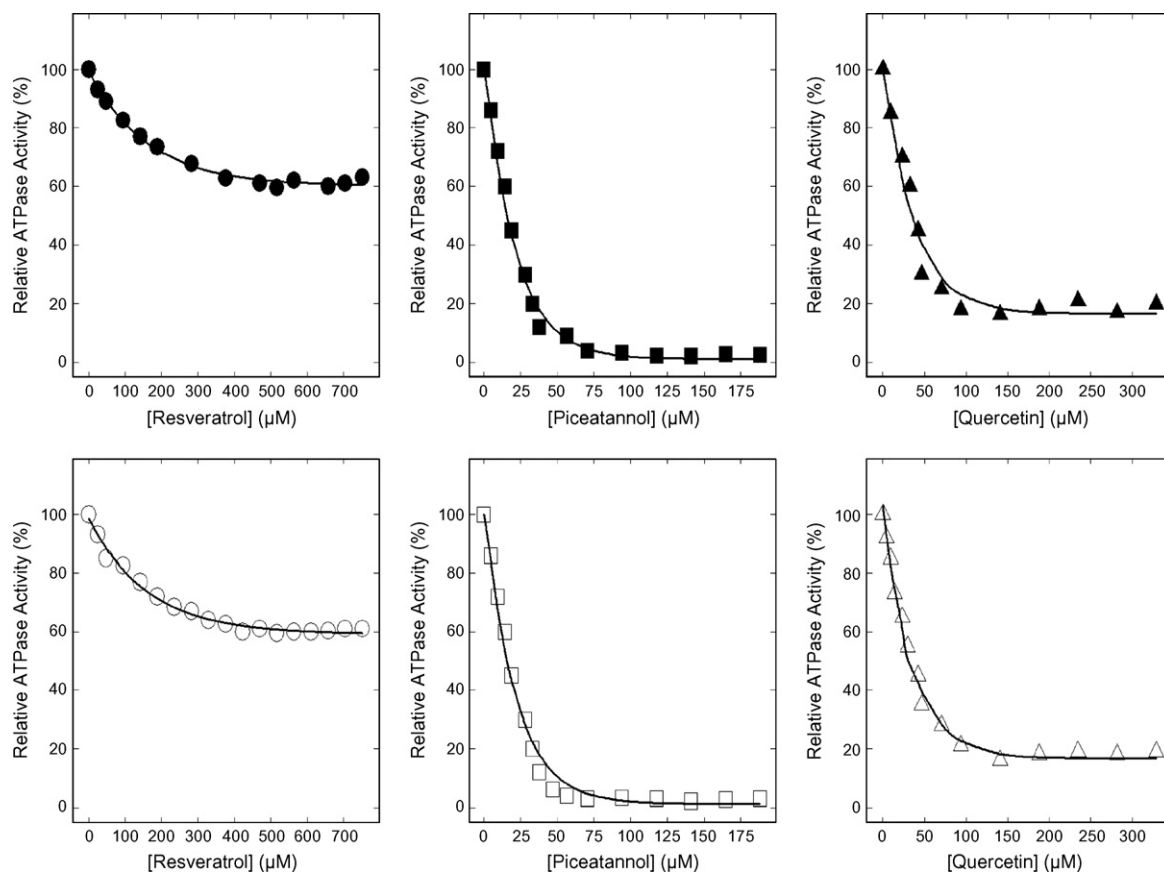 Relative ATPase Activity (%)
100
80
60
40
20
0
0 100 200 300 400 500 600 700
[Resveratrol] (µM)
Relative ATPase Activity (%)
100
80
60
40
20
0
0 25 50 75 100 125 150 175
[Piceatannol] (µM)
Relative ATPase Activity (%)
100
80
60
40
20
0
0 50 100 150 200 250 300
[Quercetin] (µM)
Relative ATPase Activity (%)
100
80
60
40
20
0
0 100 200 300 400 500 600 700
[Resveratrol] (µM)
Relative ATPase Activity (%)
100
80
60
40
20
0
0 25 50 75 100 125 150 175
[Piceatannol] (µM)
Relative ATPase Activity (%)
100
80
60
40
20
0
0 50 100 150 200 250 300
[Quercetin] (µM)